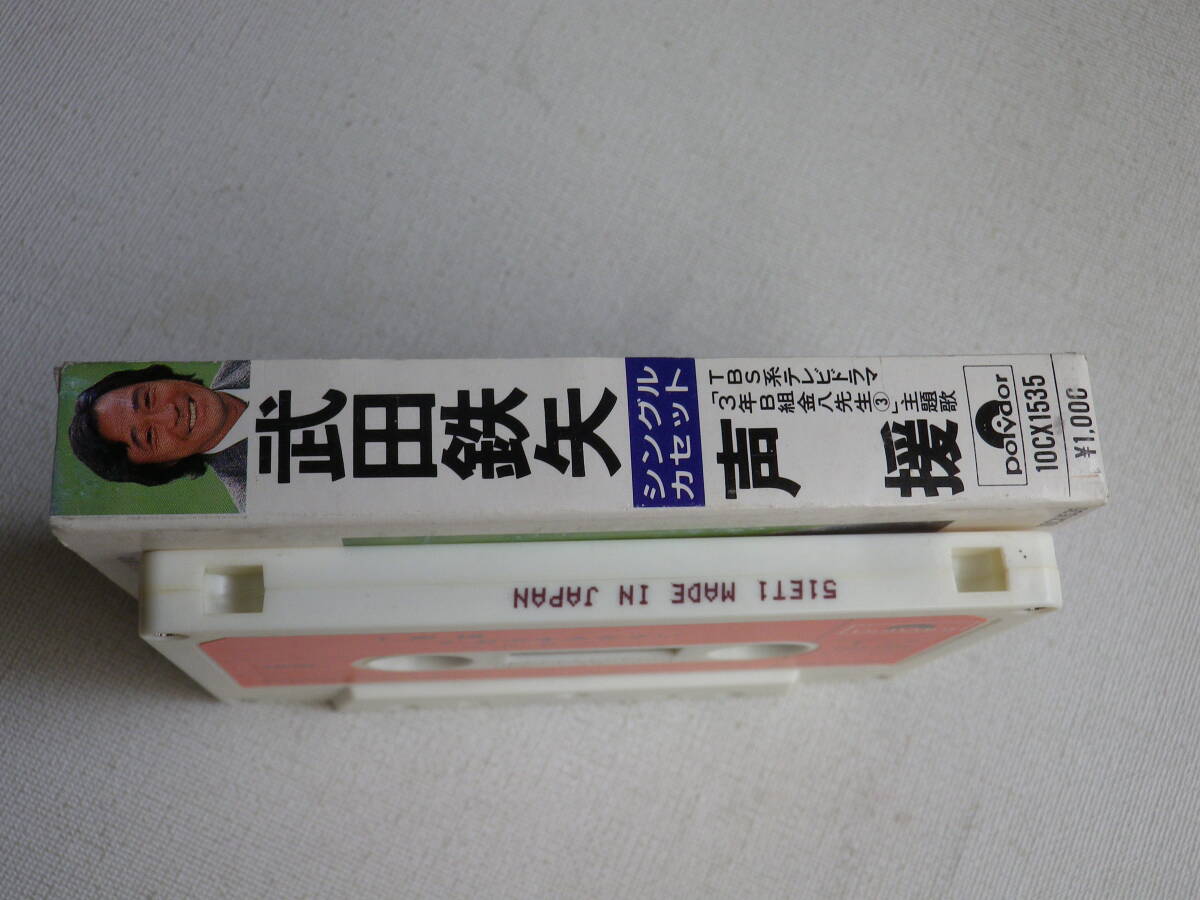 武田鉄矢
シングル
カセット
TBS系テレビドラマ
「3年B組金八先生③」主題歌
声援
polydor
10CX1535
¥1,000
51ET1 MADE IN JAPAN